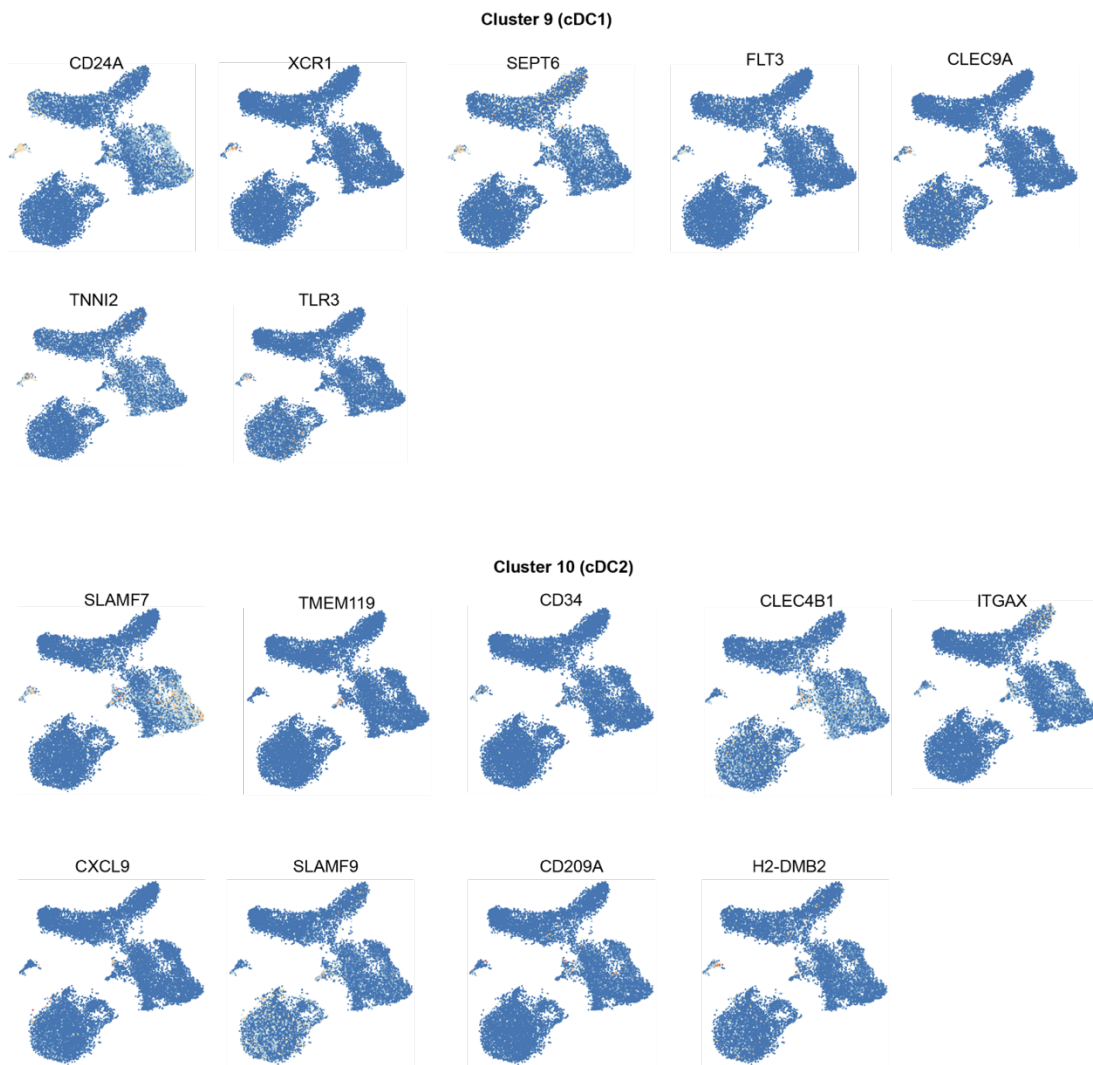 Cluster 9 (cDC1)
CD24A XCR1 SEPT6 FLT3 CLEC9A
TNNI2 TLR3
Cluster 10 (cDC2)
SLAMF7 TMEM119 CD34 CLEC4B1 ITGAX
CXCL9 SLAMF9 CD209A H2-DMB2